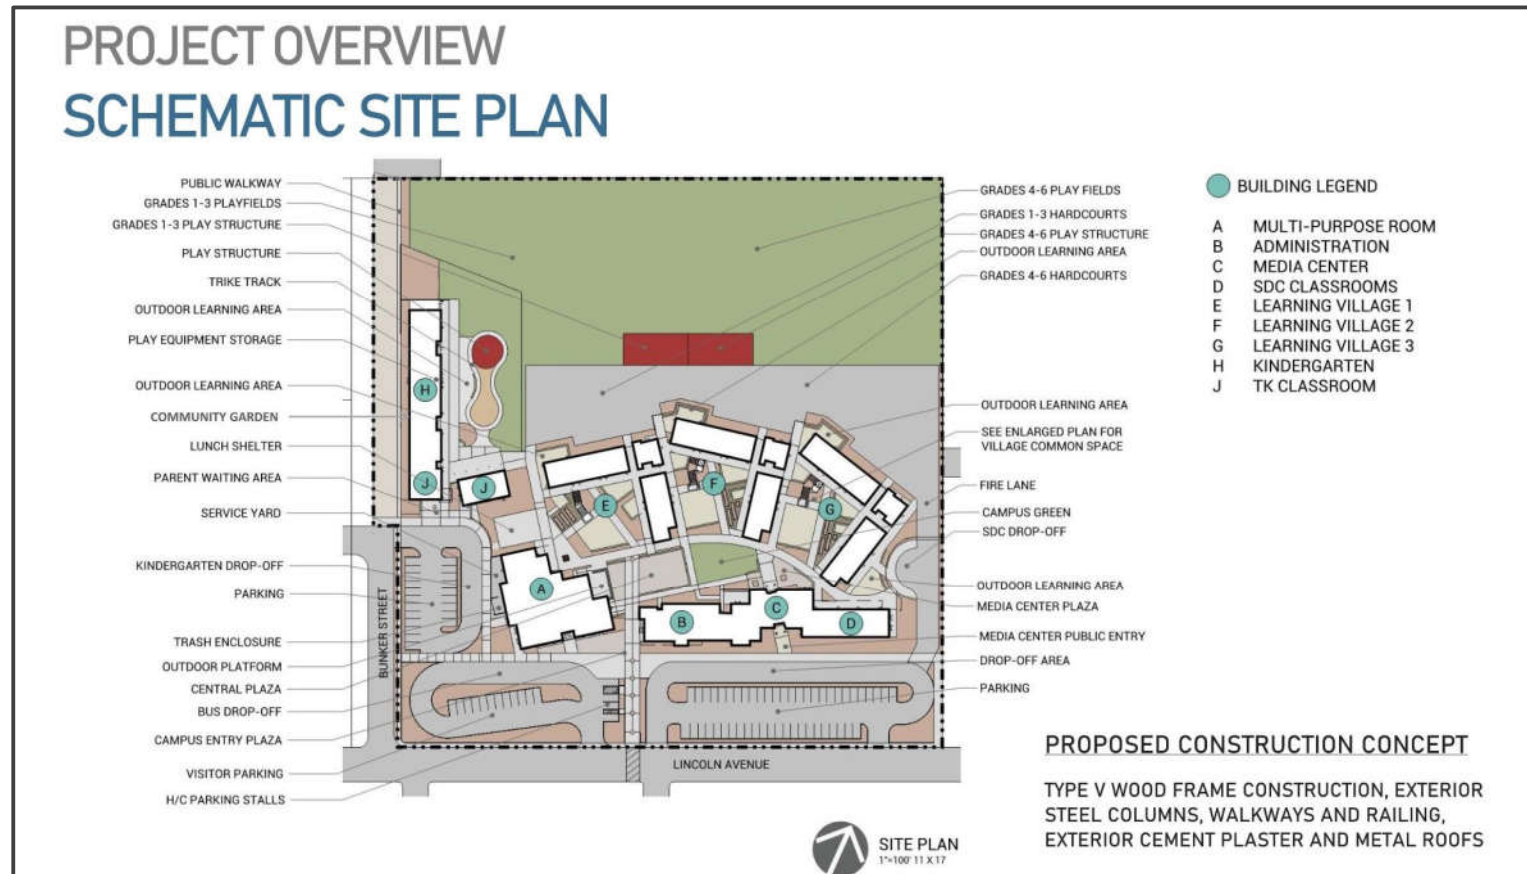 PROJECT OVERVIEW
SCHEMATIC SITE PLAN
PUBLIC WALKWAY
GRADES 1-3 PLAYFIELDS
GRADES 1-3 PLAY STRUCTURE
PLAY STRUCTURE
TRIKE TRACK
OUTDOOR LEARNING AREA
PLAY EQUIPMENT STORAGE
OUTDOOR LEARNING AREA
COMMUNITY GARDEN
LUNCH SHELTER
PARENT WAITING AREA
SERVICE YARD
KINDERGARTEN DROP-OFF
PARKING
TRASH ENCLOSURE
OUTDOOR PLATFORM
CENTRAL PLAZA
BUS DROP-OFF
CAMPUS ENTRY PLAZA
VISITOR PARKING
H/C PARKING STALLS
BUNKER STREET
H
J
J
E
F
G
A
B
C
D
LINCOLN AVENUE
GRADES 4-6 PLAY FIELDS
GRADES 1-3 HARDCOURTS
GRADES 4-6 PLAY STRUCTURE
OUTDOOR LEARNING AREA
GRADES 4-6 HARDCOURTS
OUTDOOR LEARNING AREA
SEE ENLARGED PLAN FOR
VILLAGE COMMON SPACE
FIRE LANE
CAMPUS GREEN
SDC DROP-OFF
OUTDOOR LEARNING AREA
MEDIA CENTER PLAZA
MEDIA CENTER PUBLIC ENTRY
DROP-OFF AREA
PARKING
BUILDING LEGEND
A MULTI-PURPOSE ROOM
B ADMINISTRATION
C MEDIA CENTER
D SDC CLASSROOMS
E LEARNING VILLAGE 1
F LEARNING VILLAGE 2
G LEARNING VILLAGE 3
H KINDERGARTEN
J TK CLASSROOM
PROPOSED CONSTRUCTION CONCEPT
TYPE V WOOD FRAME CONSTRUCTION, EXTERIOR
STEEL COLUMNS, WALKWAYS AND RAILING,
EXTERIOR CEMENT PLASTER AND METAL ROOFS
SITE PLAN
1"=100' 11 X 17